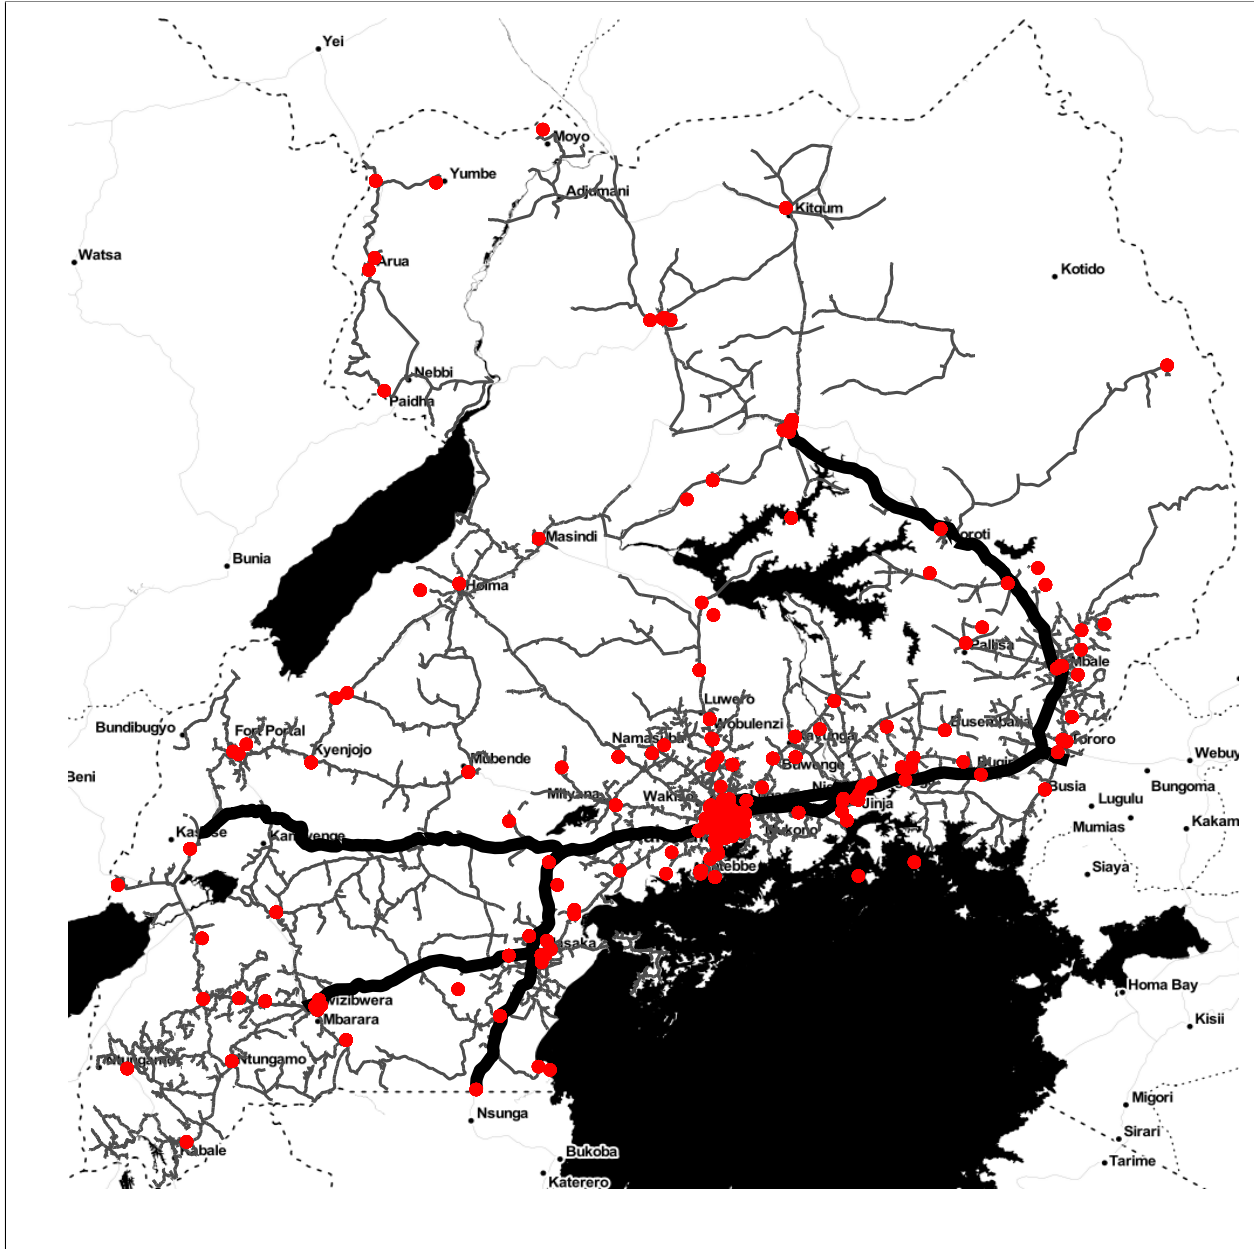 Yei
Moyo
Yumbe
Adjumani
Kitgum
Watsa
Arua
Kotido
Nebbi
Paidha
Masindi
Bunia
Hoima
Pallisa
Mbale
Luwero
Wobulenzi
Bundibugyo
Fort Portal
Kyenjojo
Mubende
Buwenge
Busembatia
Tororo
Webuy
Beni
Mityana
Jinja
Busia
Bungoma
Lugulu
Mumias
Kakam
Mukono
Siaya
Homa Bay
Kisii
Mbarara
Ntungamo
Nsunga
Migori
Sirari
Tarime
Kabale
Bukoba
Katerero